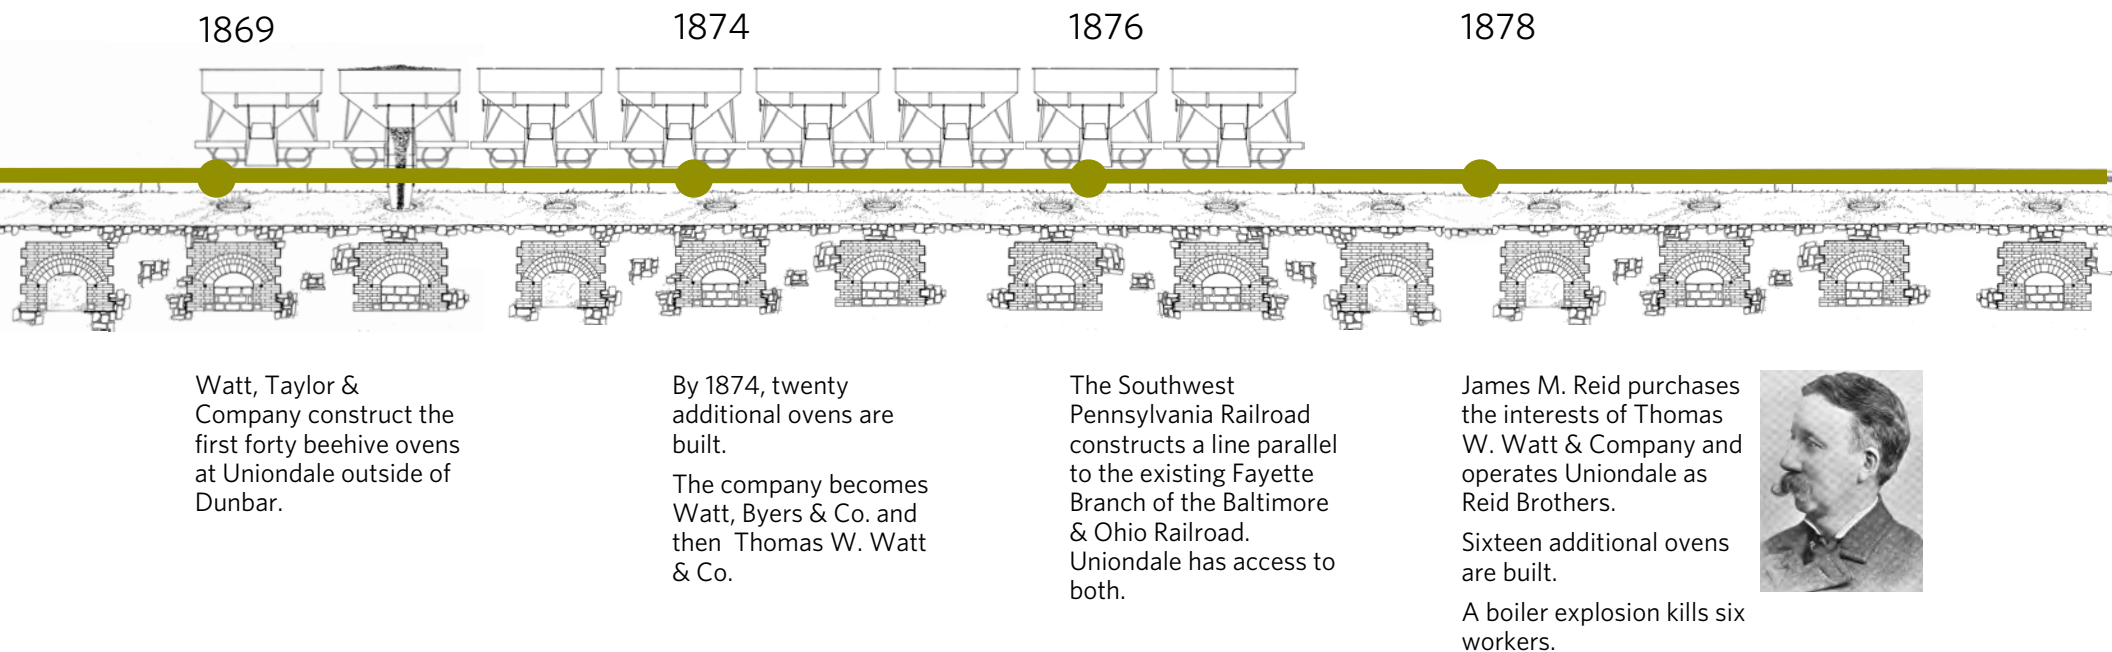 1869
Watt, Taylor &
Company construct the
first forty beehive ovens
at Uniondale outside of
Dunbar.
1874
By 1874, twenty
additional ovens are
built.
The company becomes
Watt, Byers & Co. and
then  Thomas W. Watt
& Co.
1876
The Southwest
Pennsylvania Railroad
constructs a line parallel
to the existing Fayette
Branch of the Baltimore
& Ohio Railroad.
Uniondale has access to
both.
1878
James M. Reid purchases
the interests of Thomas
W. Watt & Company and
operates Uniondale as
Reid Brothers.
Sixteen additional ovens
are built.
A boiler explosion kills six
workers.